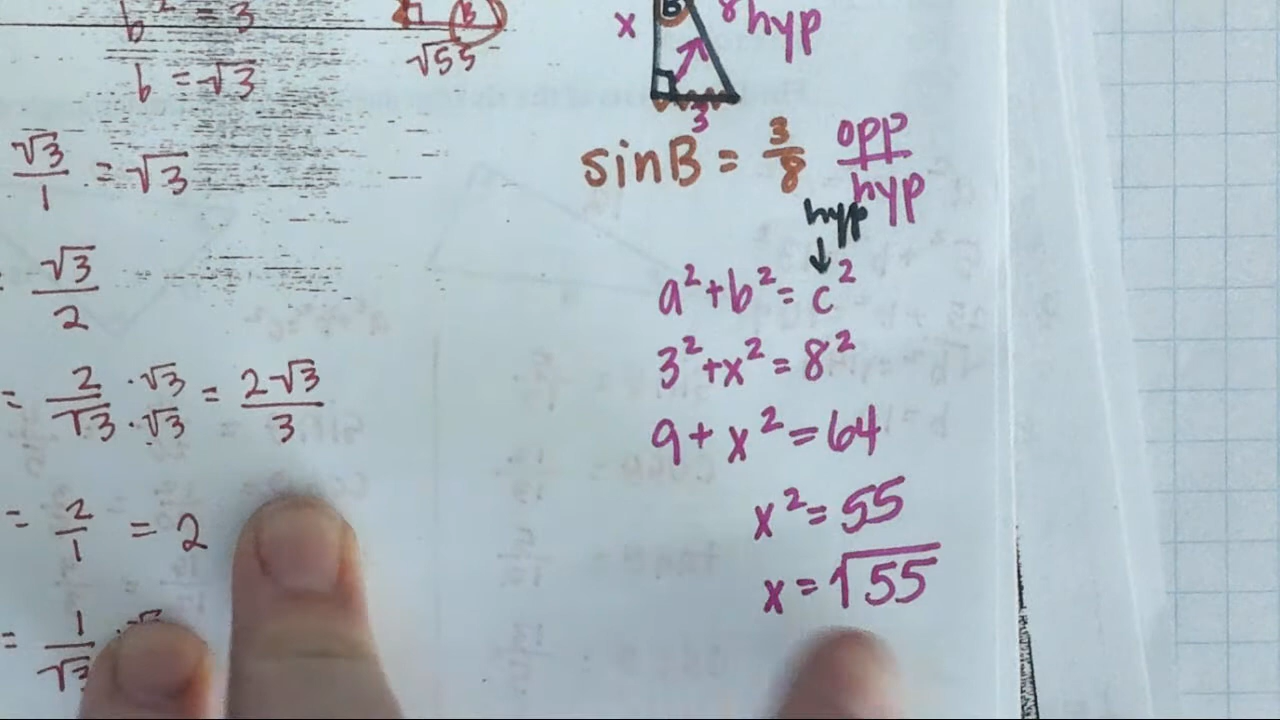 b² = 3
b = √3
√3/1 = √3
√3/2
= 2/√3 · √3/√3 = 2√3/3
= 2/1 = 2
= 1/√3
B
√55
x
B
8 hyp
3
sinB = 3/8 opp/hyp
hyp
↓
a²+b²=c²
3²+x²=8²
9+x²=64
x²=55
x=√55